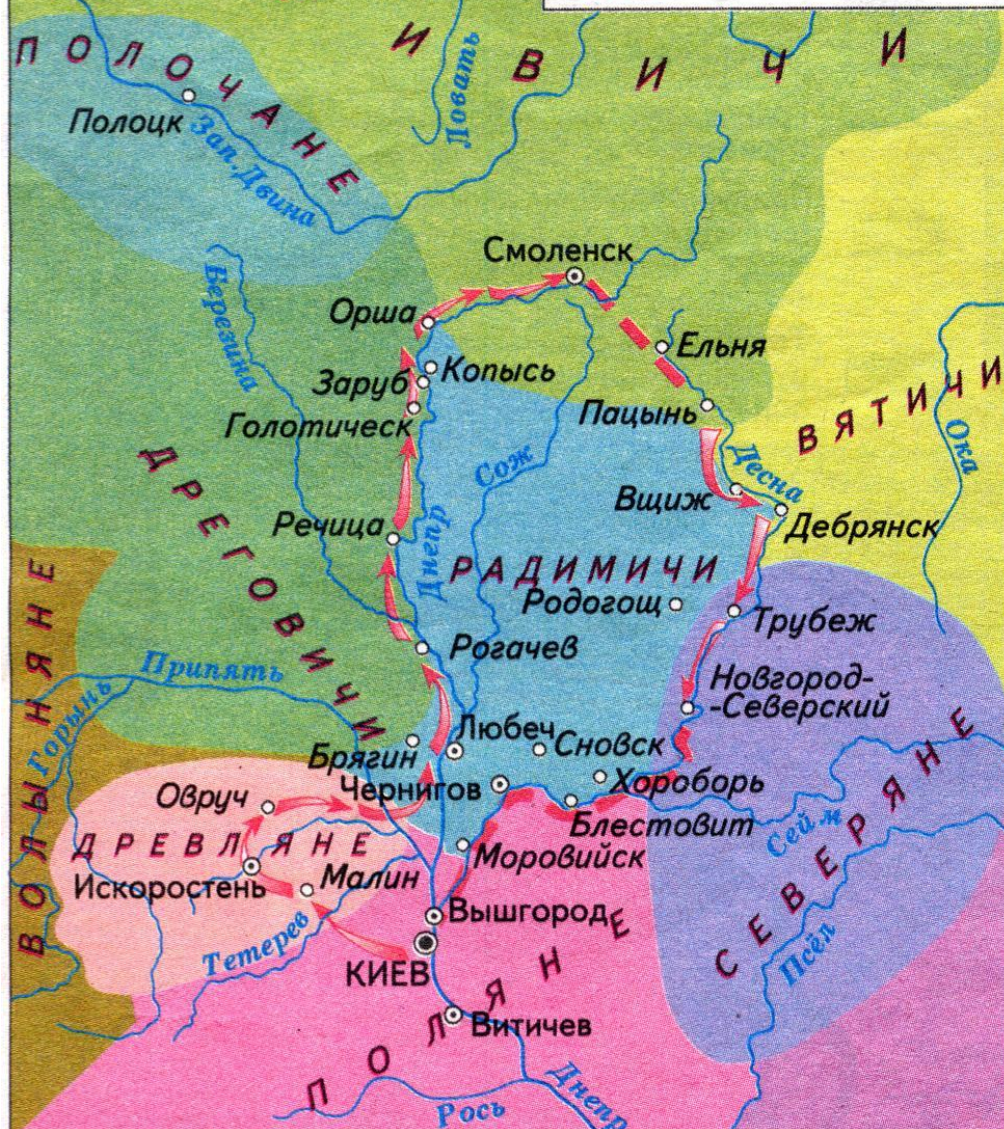 ПОЛОЧАНЕ
ИВИЧИ
Ловать
Полоцк
Зап. Двина
Смоленск
Березина
Орша
Ельня
Копысь
Заруб
Пацынь
Голотическ
ВЯТИЧИ
Ока
Сож
Десна
Вщиж
Дебрянск
ДРЕГОВИЧИ
Речица
Днепр
РАДИМИЧИ
Родогощ
Трубеж
ВОЛЫНЯНЕ
Рогачев
Припять
Горынь
Новгород-
-Северский
Любеч
Сновск
Брягин
Чернигов
Хороборь
Овруч
Блестовит
Сейм
СЕВЕРЯНЕ
ДРЕВЛЯНЕ
Моровийск
Искоростень
Малин
Вышгород
Тетерев
Псёл
КИЕВ
ПОЛЯНЕ
Витичев
Рось
Днепр